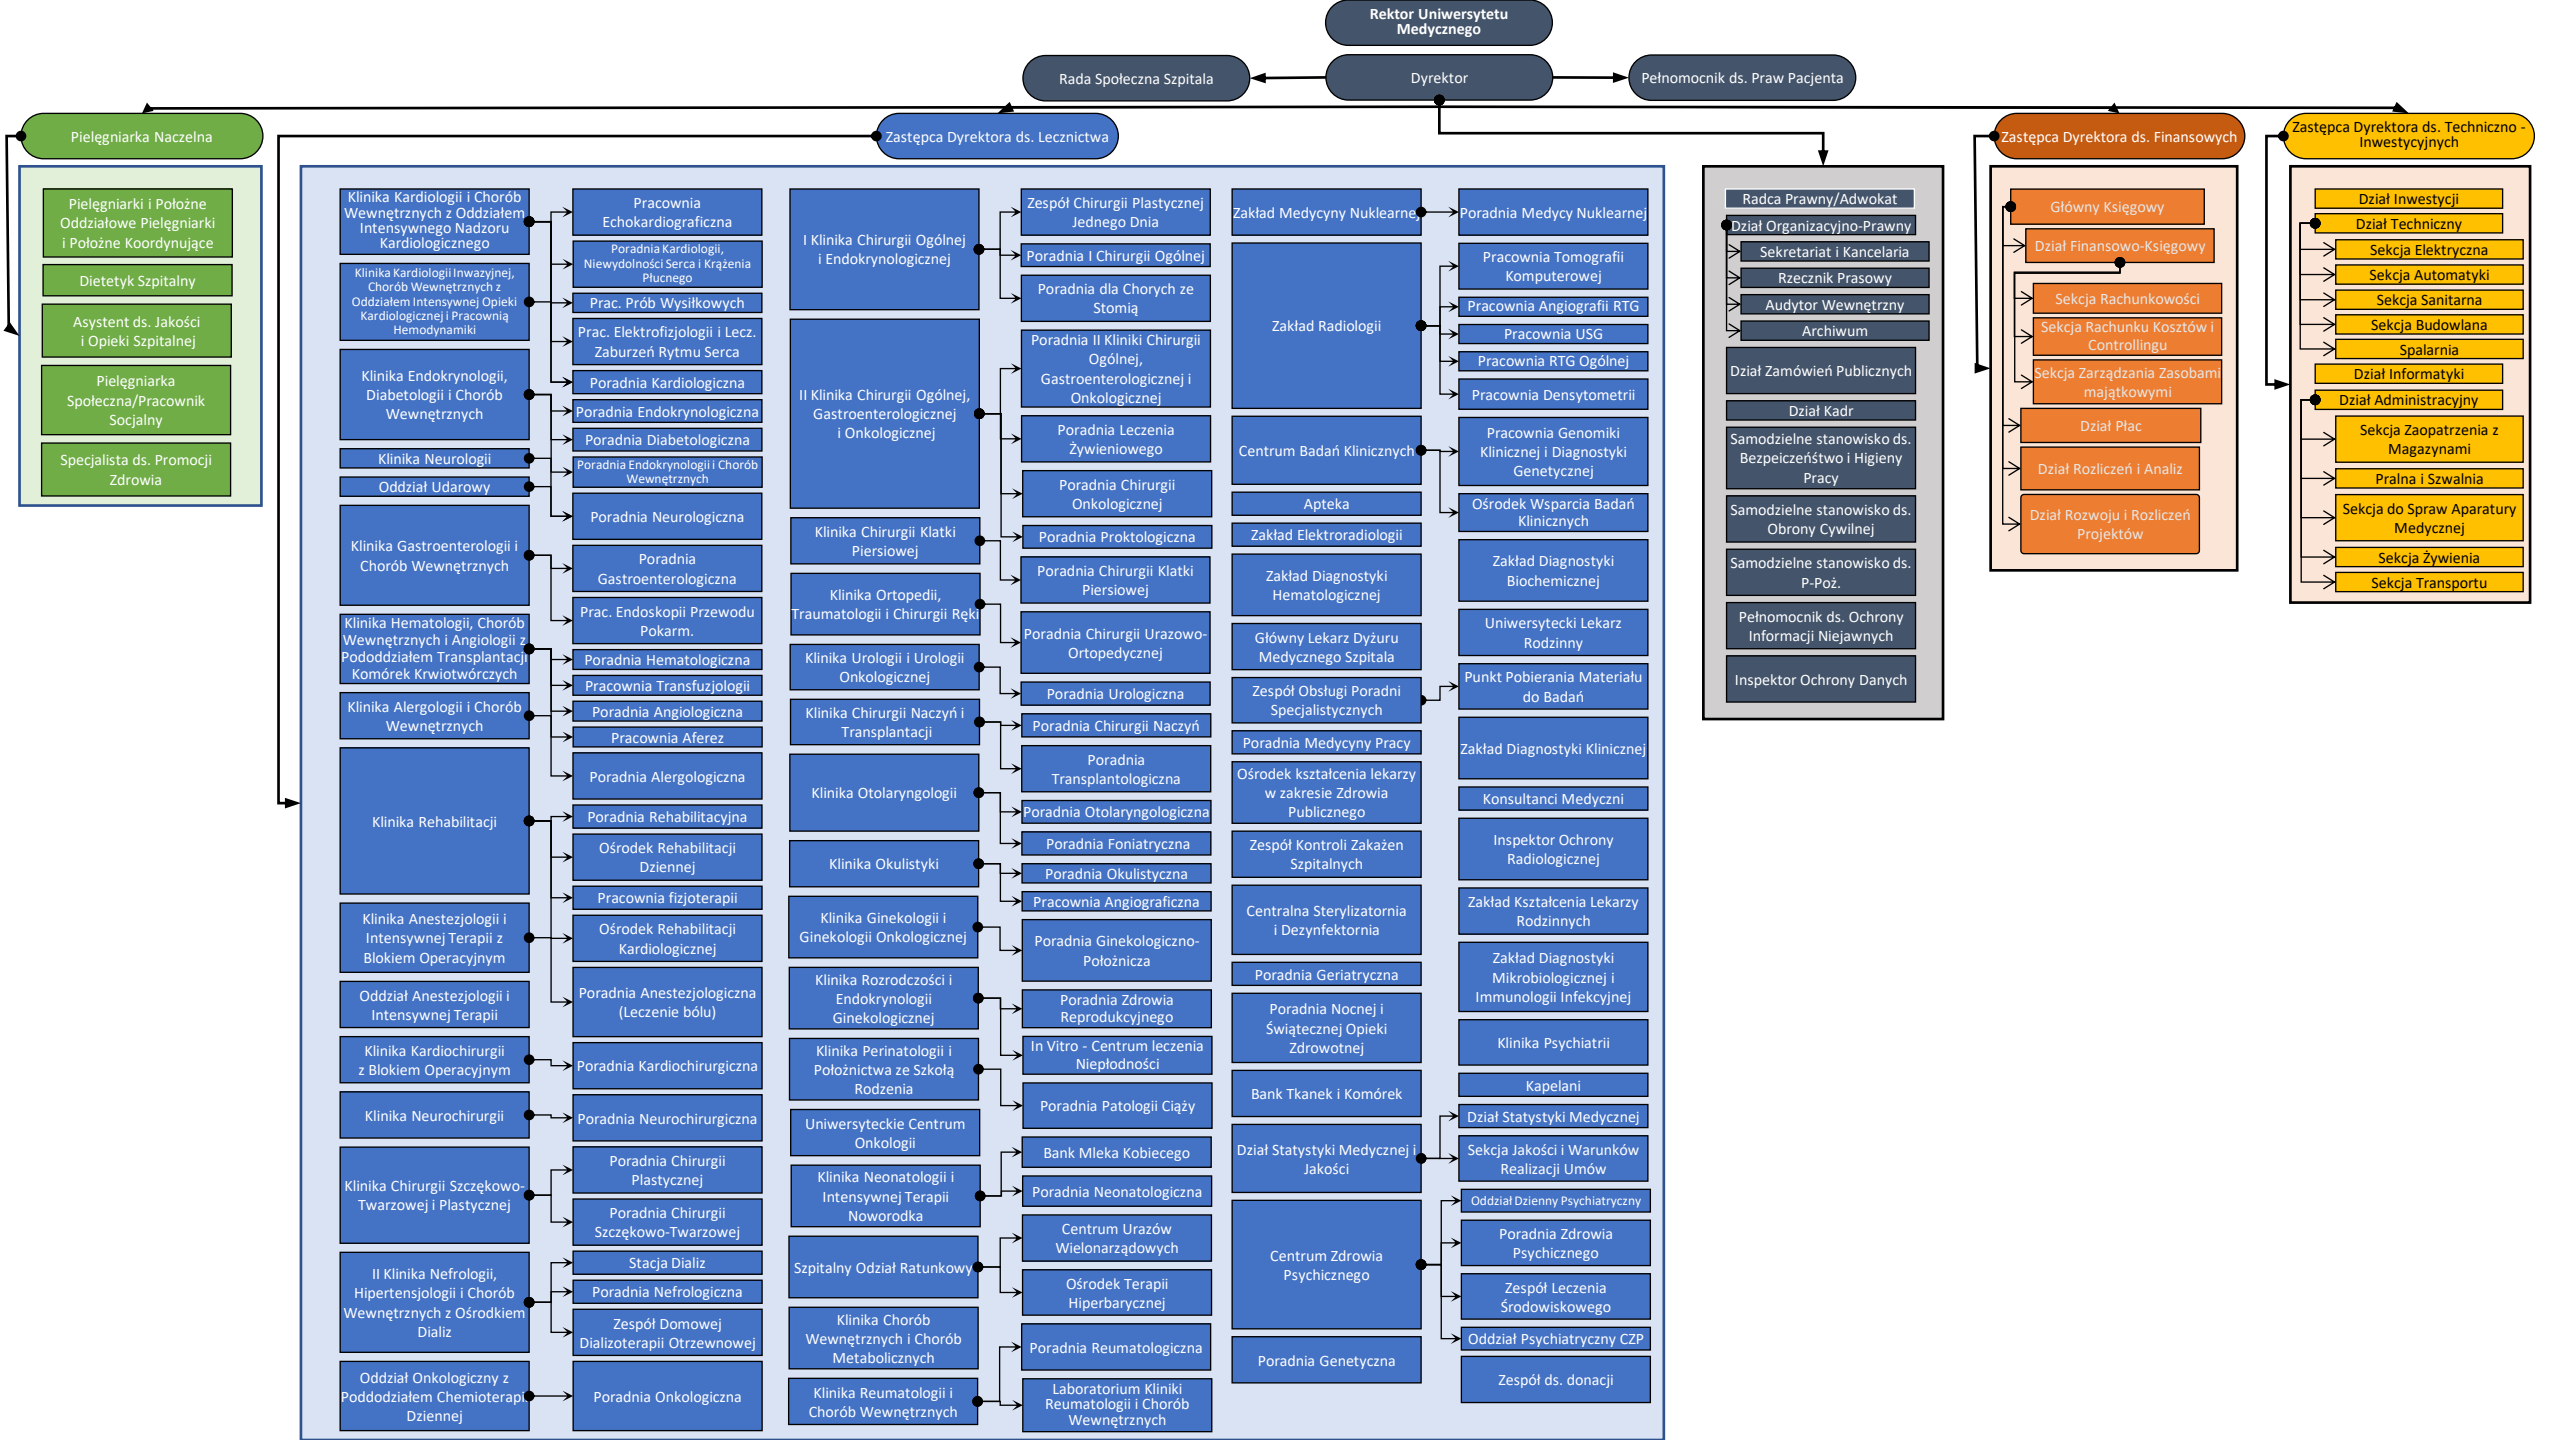 Rektor Uniwersytetu
Medycznego
Rada Społeczna Szpitala
Dyrektor
Pełnomocnik ds. Praw Pacjenta
Pielęgniarka Naczelna
Zastępca Dyrektora ds. Lecznictwa
Zastępca Dyrektora ds. Finansowych
Zastępca Dyrektora ds. Techniczno -
Inwestycyjnych
Pielęgniarki i Położne
Oddziałowe Pielęgniarki
i Położne Koordynujące
Dietetyk Szpitalny
Asystent ds. Jakości
i Opieki Szpitalnej
Pielęgniarka
Społeczna/Pracownik
Socjalny
Specjalista ds. Promocji
Zdrowia
Klinika Kardiologii i Chorób
Wewnętrznych z Oddziałem
Intensywnego Nadzoru
Kardiologicznego
Klinika Kardiologii Inwazyjnej,
Chorób Wewnętrznych z
Oddziałem Intensywnej Opieki
Kardiologicznej i Pracownią
Hemodynamiki
Klinika Endokrynologii,
Diabetologii i Chorób
Wewnętrznych
Klinika Neurologii
Oddział Udarowy
Klinika Gastroenterologii i
Chorób Wewnętrznych
Klinika Hematologii, Chorób
Wewnętrznych i Angiologii z
Pododdziałem Transplantacji
Komórek Krwiotwórczych
Klinika Alergologii i Chorób
Wewnętrznych
Klinika Rehabilitacji
Klinika Anestezjologii i
Intensywnej Terapii z
Blokiem Operacyjnym
Oddział Anestezjologii i
Intensywnej Terapii
Klinika Kardiochirurgii
z Blokiem Operacyjnym
Klinika Neurochirurgii
Klinika Chirurgii Szczękowo-
Twarzowej i Plastycznej
II Klinika Nefrologii,
Hipertensjologii i Chorób
Wewnętrznych z Ośrodkiem
Dializ
Oddział Onkologiczny z
Poddodziałem Chemioterapi
Dziennej
Pracownia
Echokardiograficzna
Poradnia Kardiologii,
Niewydolności Serca i Krążenia
Płucnego
Prac. Prób Wysiłkowych
Prac. Elektrofizjologii i Lecz.
Zaburzeń Rytmu Serca
Poradnia Kardiologiczna
Poradnia Endokrynologiczna
Poradnia Diabetologiczna
Poradnia Endokrynologii i Chorób
Wewnętrznych
Poradnia Neurologiczna
Poradnia
Gastroenterologiczna
Prac. Endoskopii Przewodu
Pokarm.
Poradnia Hematologiczna
Pracownia Transfuzjologii
Poradnia Angiologiczna
Pracownia Aferez
Poradnia Alergologiczna
Poradnia Rehabilitacyjna
Ośrodek Rehabilitacji
Dziennej
Pracownia fizjoterapii
Ośrodek Rehabilitacji
Kardiologicznej
Poradnia Anestezjologiczna
(Leczenie bólu)
Poradnia Kardiochirurgiczna
Poradnia Neurochirurgiczna
Poradnia Chirurgii
Plastycznej
Poradnia Chirurgii
Szczękowo-Twarzowej
Stacja Dializ
Poradnia Nefrologiczna
Zespół Domowej
Dializoterapii Otrzewnowej
Poradnia Onkologiczna
I Klinika Chirurgii Ogólnej
i Endokrynologicznej
II Klinika Chirurgii Ogólnej,
Gastroenterologicznej
i Onkologicznej
Klinika Chirurgii Klatki
Piersiowej
Klinika Ortopedii,
Traumatologii i Chirurgii Ręki
Klinika Urologii i Urologii
Onkologicznej
Klinika Chirurgii Naczyń i
Transplantacji
Klinika Otolaryngologii
Klinika Okulistyki
Klinika Ginekologii i
Ginekologii Onkologicznej
Klinika Rozrodczości i
Endokrynologii
Ginekologicznej
Klinika Perinatologii i
Położnictwa ze Szkołą
Rodzenia
Uniwersyteckie Centrum
Onkologii
Klinika Neonatologii i
Intensywnej Terapii
Noworodka
Szpitalny Odział Ratunkowy
Klinika Chorób
Wewnętrznych i Chorób
Metabolicznych
Klinika Reumatologii i
Chorób Wewnętrznych
Zespół Chirurgii Plastycznej
Jednego Dnia
Poradnia I Chirurgii Ogólnej
Poradnia dla Chorych ze
Stomią
Poradnia II Kliniki Chirurgii
Ogólnej,
Gastroenterologicznej i
Onkologicznej
Poradnia Leczenia
Żywieniowego
Poradnia Chirurgii
Onkologicznej
Poradnia Proktologiczna
Poradnia Chirurgii Klatki
Piersiowej
Poradnia Chirurgii Urazowo-
Ortopedycznej
Poradnia Urologiczna
Poradnia Chirurgii Naczyń
Poradnia
Transplantologiczna
Poradnia Otolaryngologiczna
Poradnia Foniatryczna
Poradnia Okulistyczna
Pracownia Angiograficzna
Poradnia Ginekologiczno-
Położnicza
Poradnia Zdrowia
Reprodukcyjnego
In Vitro - Centrum leczenia
Niepłodności
Poradnia Patologii Ciąży
Bank Mleka Kobiecego
Poradnia Neonatologiczna
Centrum Urazów
Wielonarządowych
Ośrodek Terapii
Hiperbarycznej
Poradnia Reumatologiczna
Laboratorium Kliniki
Reumatologii i Chorób
Wewnętrznych
Zakład Medycyny Nuklearnej
Zakład Radiologii
Centrum Badań Klinicznych
Apteka
Zakład Elektroradiologii
Zakład Diagnostyki
Hematologicznej
Główny Lekarz Dyżuru
Medycznego Szpitala
Zespół Obsługi Poradni
Specjalistycznych
Poradnia Medycyny Pracy
Ośrodek kształcenia lekarzy
w zakresie Zdrowia
Publicznego
Zespół Kontroli Zakażen
Szpitalnych
Centralna Sterylizatornia
i Dezynfektornia
Poradnia Geriatryczna
Poradnia Nocnej i
Świątecznej Opieki
Zdrowotnej
Bank Tkanek i Komórek
Dział Statystyki Medycznej i
Jakości
Centrum Zdrowia
Psychicznego
Poradnia Genetyczna
Poradnia Medycy Nuklearnej
Pracownia Tomografii
Komputerowej
Pracownia Angiografii RTG
Pracownia USG
Pracownia RTG Ogólnej
Pracownia Densytometrii
Pracownia Genomiki
Klinicznej i Diagnostyki
Genetycznej
Ośrodek Wsparcia Badań
Klinicznych
Zakład Diagnostyki
Biochemicznej
Uniwersytecki Lekarz
Rodzinny
Punkt Pobierania Materiału
do Badań
Zakład Diagnostyki Klinicznej
Konsultanci Medyczni
Inspektor Ochrony
Radiologicznej
Zakład Kształcenia Lekarzy
Rodzinnych
Zakład Diagnostyki
Mikrobiologicznej i
Immunologii Infekcyjnej
Klinika Psychiatrii
Kapelani
Dział Statystyki Medycznej
Sekcja Jakości i Warunków
Realizacji Umów
Oddział Dzienny Psychiatryczny
Poradnia Zdrowia
Psychicznego
Zespół Leczenia
Środowiskowego
Oddział Psychiatryczny CZP
Zespół ds. donacji
Radca Prawny/Adwokat
Dział Organizacyjno-Prawny
Sekretariat i Kancelaria
Rzecznik Prasowy
Audytor Wewnętrzny
Archiwum
Dział Zamówień Publicznych
Dział Kadr
Samodzielne stanowisko ds.
Bezpeiczeńśtwo i Higieny
Pracy
Samodzielne stanowisko ds.
Obrony Cywilnej
Samodzielne stanowisko ds.
P-Poż.
Pełnomocnik ds. Ochrony
Informacji Niejawnych
Inspektor Ochrony Danych
Główny Księgowy
Dział Finansowo-Księgowy
Sekcja Rachunkowości
Sekcja Rachunku Kosztów i
Controllingu
Sekcja Zarządzania Zasobami
majątkowymi
Dział Płac
Dział Rozliczeń i Analiz
Dział Rozwoju i Rozliczeń
Projektów
Dział Inwestycji
Dział Techniczny
Sekcja Elektryczna
Sekcja Automatyki
Sekcja Sanitarna
Sekcja Budowlana
Spalarnia
Dział Informatyki
Dział Administracyjny
Sekcja Zaopatrzenia z
Magazynami
Pralna i Szwalnia
Sekcja do Spraw Aparatury
Medycznej
Sekcja Żywienia
Sekcja Transportu